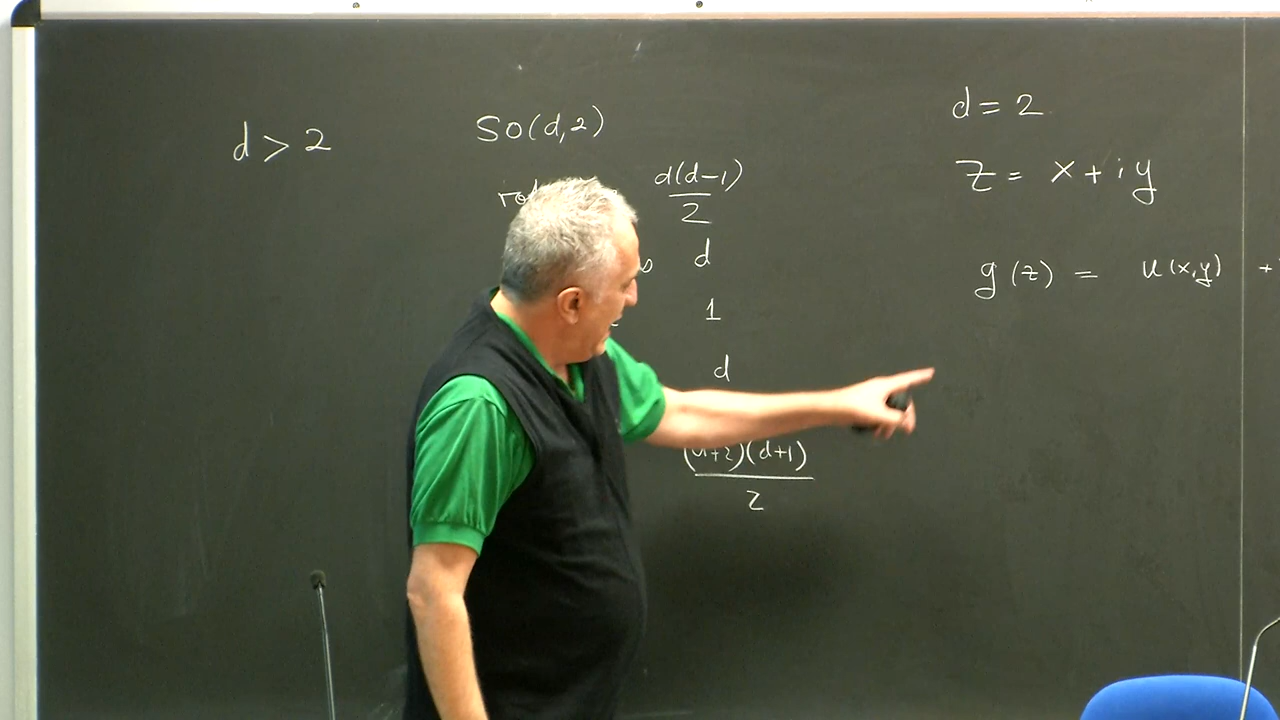 d > 2
SO(d,2)
d(d-1)
2
d
1
d
(d+2)(d+1)
2
d = 2
z = x + iy
g(z) = u(x,y) +